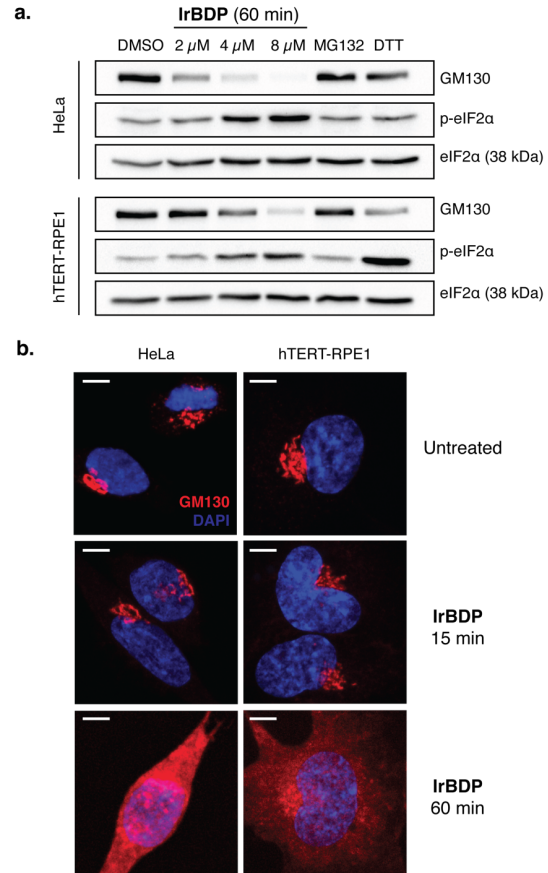 a.
IrBDP (60 min)
DMSO 2 µM 4 µM 8 µM MG132 DTT
HeLa
GM130
p-eIF2α
eIF2α (38 kDa)
hTERT-RPE1
GM130
p-eIF2α
eIF2α (38 kDa)
b.
HeLa hTERT-RPE1
Untreated
GM130
DAPI
IrBDP
15 min
IrBDP
60 min